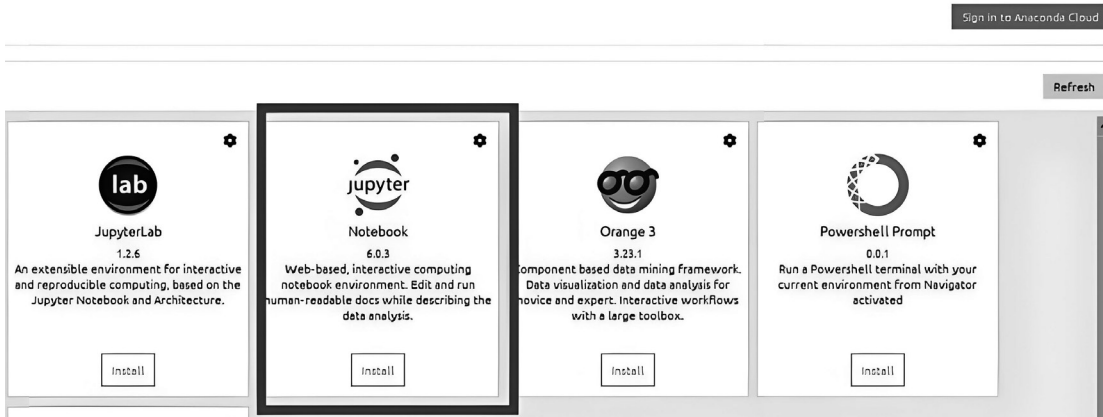 Sign in to Anaconda Cloud
Refresh
lab
JupyterLab
1.2.6
An extensible environment for interactive
and reproducible computing, based on the
Jupyter Notebook and Architecture.
Install
jupyter
Notebook
6.0.3
Web-based, interactive computing
notebook environment. Edit and run
human-readable docs while describing the
data analysis.
Install
Orange 3
3.23.1
Component based data mining framework.
Data visualization and data analysis for
novice and expert. Interactive workflows
with a large toolbox.
Install
Powershell Prompt
0.0.1
Run a Powershell terminal with your
current environment from Navigator
activated
Install